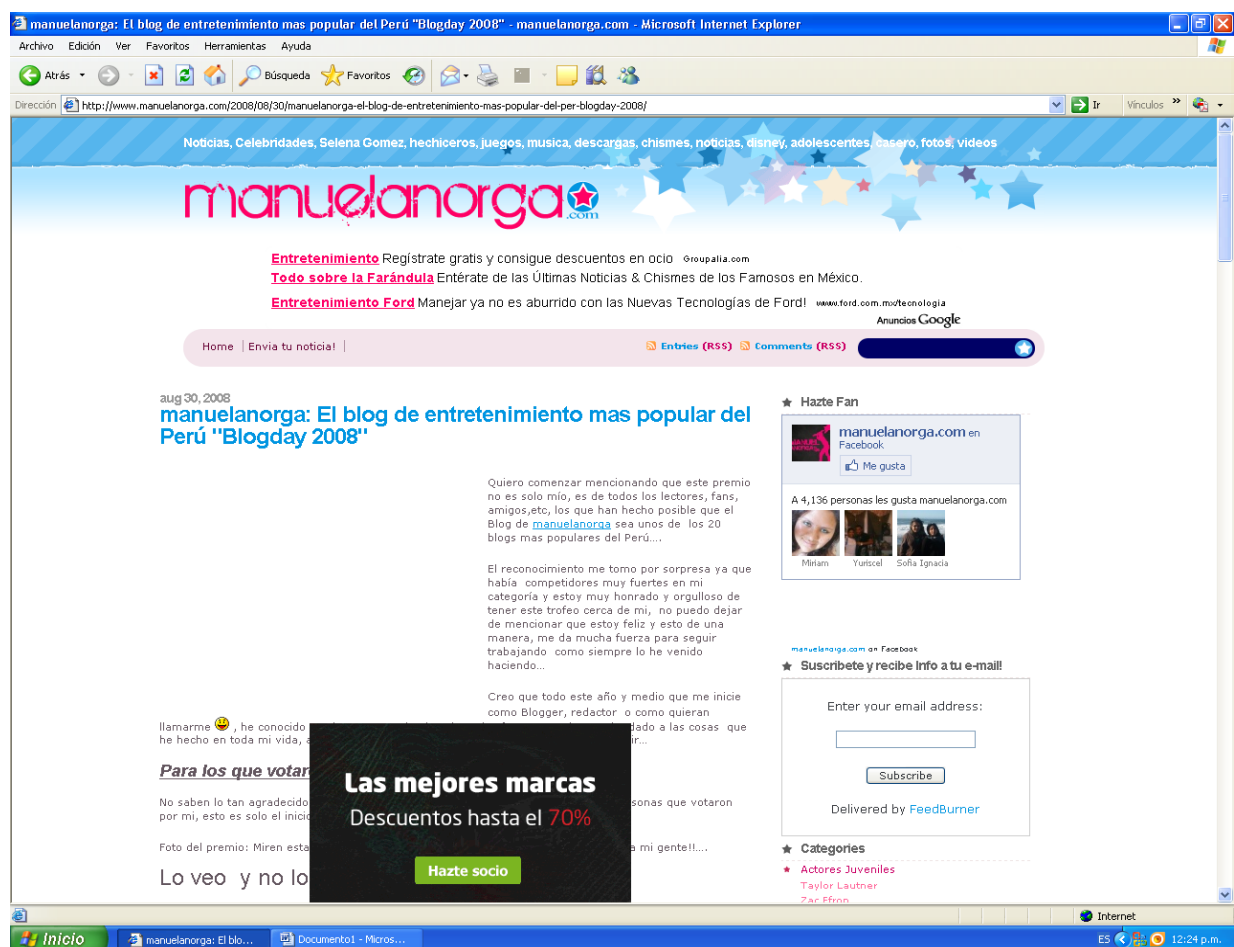 manuelanorga: El blog de entretenimiento mas popular del Perú "Blogday 2008" - manuelanorga.com - Microsoft Internet Explorer
Archivo Edición Ver Favoritos Herramientas Ayuda
Atrás Búsqueda Favoritos
Dirección http://www.manuelanorga.com/2008/08/30/manuelanorga-el-blog-de-entretenimiento-mas-popular-del-per-blogday-2008/ Ir Vínculos »
Noticias, Celebridades, Selena Gomez, hechiceros, juegos, musica, descargas, chismes, noticias, disney, adolescentes, casero, fotos, videos
manuelanorga.com
Entretenimiento Regístrate gratis y consigue descuentos en ocio Groupalia.com
Todo sobre la Farándula Entérate de las Últimas Noticias & Chismes de los Famosos en México.
Entretenimiento Ford Manejar ya no es aburrido con las Nuevas Tecnologías de Ford! www.ford.com.mx/tecnologia
Anuncios Google
Home | Envia tu noticia! | Entries (RSS) Comments (RSS)
aug 30, 2008
manuelanorga: El blog de entretenimiento mas popular del
Perú "Blogday 2008"
Quiero comenzar mencionando que este premio
no es solo mío, es de todos los lectores, fans,
amigos,etc, los que han hecho posible que el
Blog de manuelanorga sea unos de los 20
blogs mas populares del Perú....
El reconocimiento me tomo por sorpresa ya que
había competidores muy fuertes en mi
categoría y estoy muy honrado y orgulloso de
tener este trofeo cerca de mi, no puedo dejar
de mencionar que estoy feliz y esto de una
manera, me da mucha fuerza para seguir
trabajando como siempre lo he venido
haciendo...
Creo que todo este año y medio que me inicie
como Blogger, redactor o como quieran
llamarme , he conocido dado a las cosas que
he hecho en toda mi vida,
Para los que
No saben lo tan agradecido que votaron
por mi, esto es solo el
Foto del premio: Miren a mi gente!!....
Lo veo y no lo
Las mejores marcas
Descuentos hasta el 70%
Hazte socio
Hazte Fan
manuelanorga.com en
Facebook
Me gusta
A 4,136 personas les gusta manuelanorga.com
Miriam Yuriscel Sofia Ignacia
manuelanorga.com on Facebook
Suscribete y recibe Info a tu e-mail!
Enter your email address:
Subscribe
Delivered by FeedBurner
Categories
Actores Juveniles
Taylor Lautner
Zac Efron
Internet
Inicio manuelanorga: El blo... Documento1 - Micros... ES 12:24 p.m.